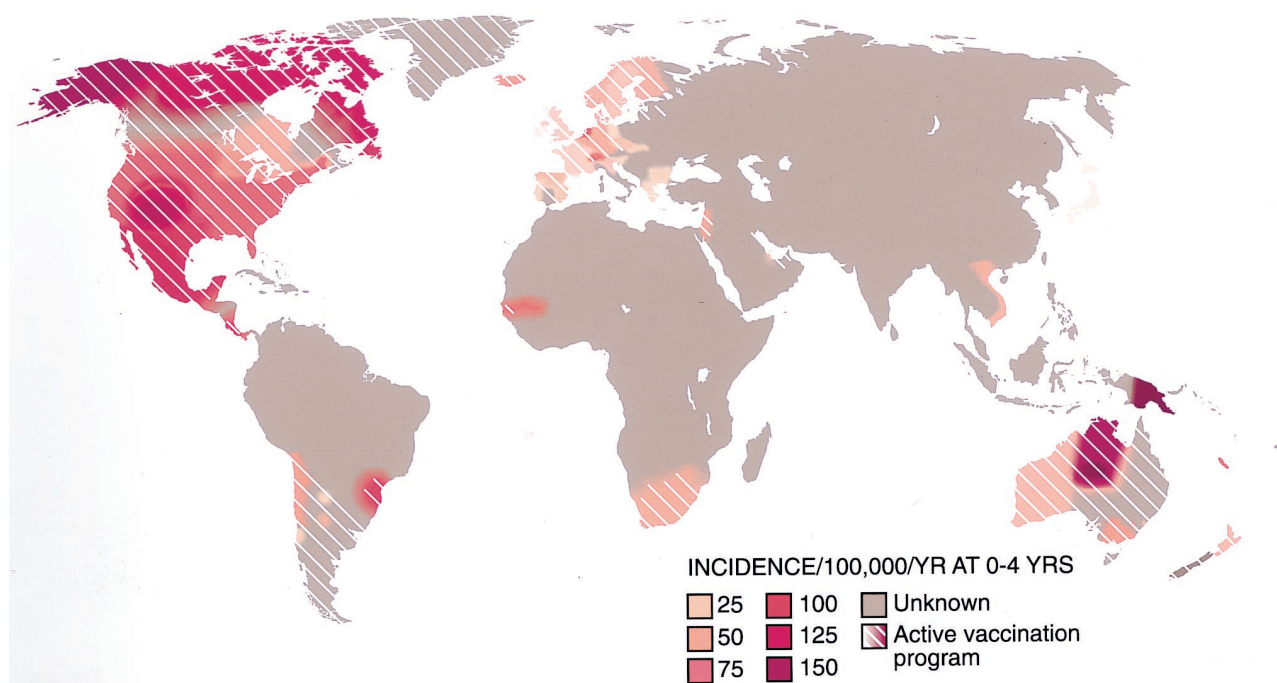 INCIDENCE/100,000/YR AT 0-4 YRS
25
100
Unknown
50
125
Active vaccination
program
75
150